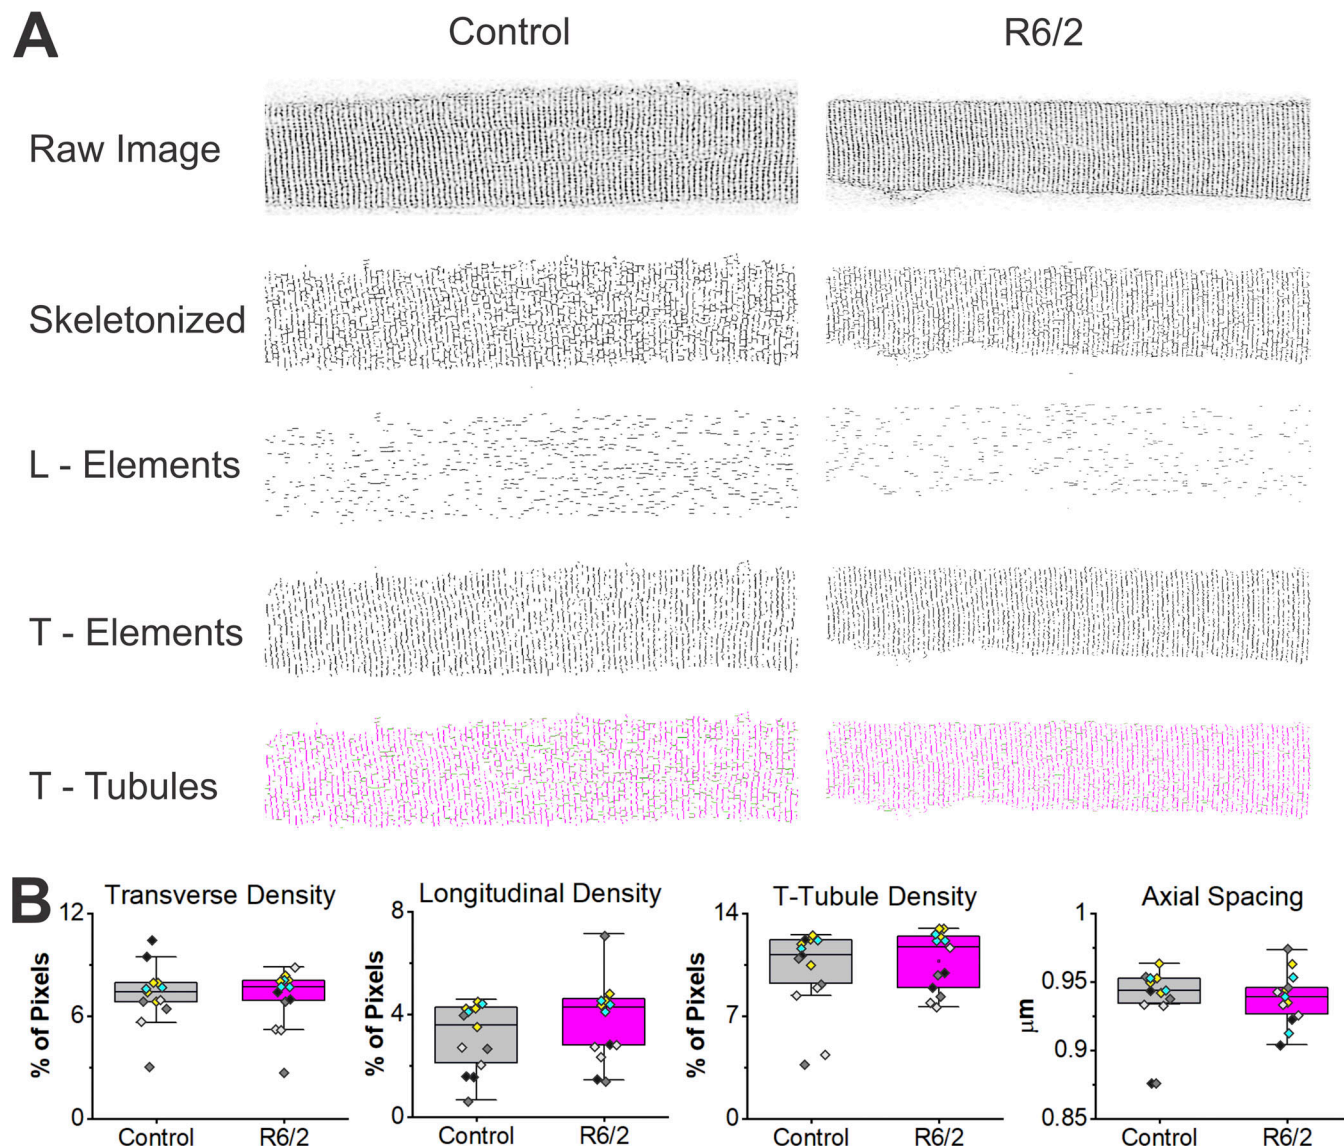 A
Control
R6/2
Raw Image
Skeletonized
L - Elements
T - Elements
T - Tubules
B
Transverse Density
% of Pixels
12
6
0
Control
R6/2
Longitudinal Density
% of Pixels
8
4
0
Control
R6/2
T-Tubule Density
% of Pixels
14
7
0
Control
R6/2
Axial Spacing
μm
1
0.95
0.9
0.85
Control
R6/2